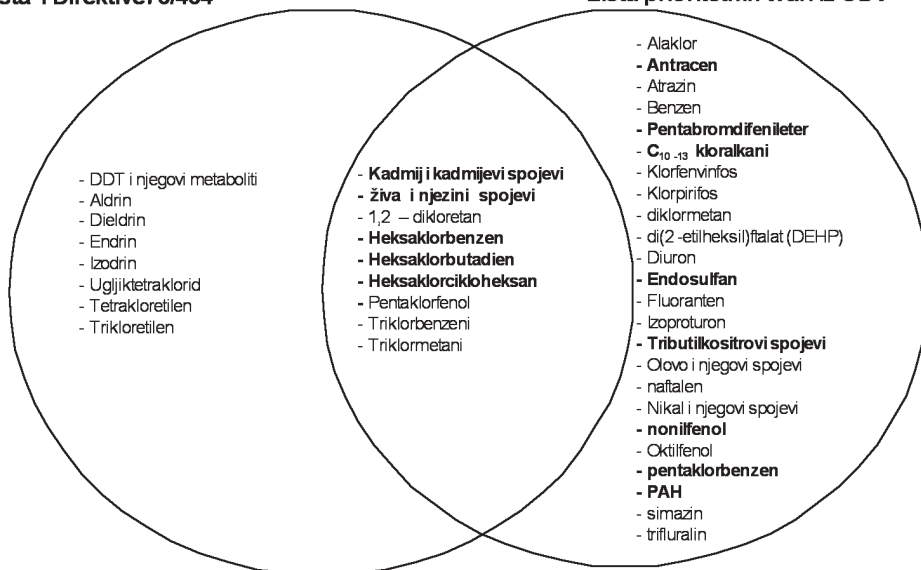 1 Direktive76/464
- DDT i njegovi metaboliti
- Aldrin
- Dieldrin
- Endrin
- Izodrin
- Ugljiktetraklorid
- Tetrakloretilen
- Trikloretilen
- Kadmij i kadmijevi spojevi
- živa i njezini spojevi
- 1,2 – dikloretan
- Heksaklorbenzen
- Heksaklorbutadien
- Heksaklorcikloheksan
- Pentaklorfenol
- Triklorbenzeni
- Triklormetani
- Alaklor
- Antracen
- Atrazin
- Benzen
- Pentabromdifenileter
- C10 -13 kloralkani
- Klorfenvinfos
- Klorpirifos
- diklormetan
- di(2 -etilheksil)ftalat (DEHP)
- Diuron
- Endosulfan
- Fluoranten
- Izoproturon
- Tributilkositrovi spojevi
- Olovo i njegovi spojevi
- naftalen
- Nikal i njegovi spojevi
- nonilfenol
- Oktilfenol
- pentaklorbenzen
- PAH
- simazin
- trifluralin